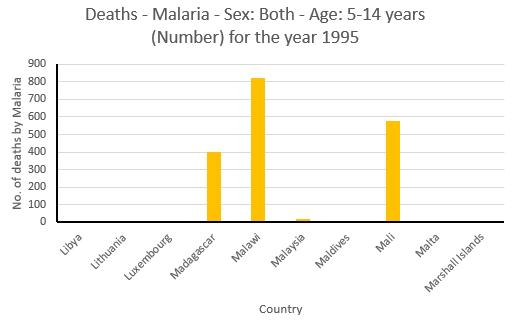 Deaths - Malaria - Sex: Both - Age: 5-14 years
(Number) for the year 1995
No. of deaths by Malaria
900
800
700
600
500
400
300
200
100
0
Libya
Lithuania
Luxembourg
Madagascar
Malawi
Malaysia
Maldives
Mali
Malta
Marshall Islands
Country